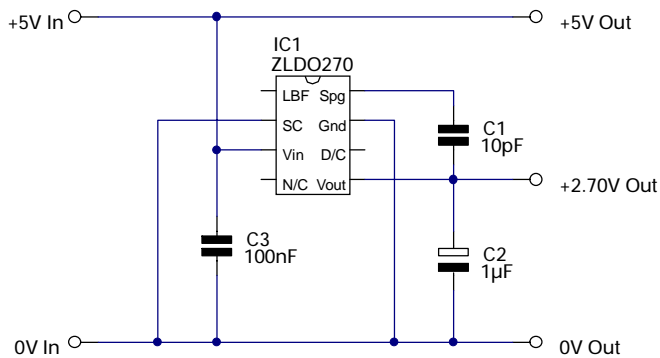 +5V In
+5V Out
IC1
ZLDO270
LBF Spg
SC Gnd
Vin D/C
N/C Vout
C1
10pF
+2.70V Out
C3
100nF
C2
1µF
0V In
0V Out